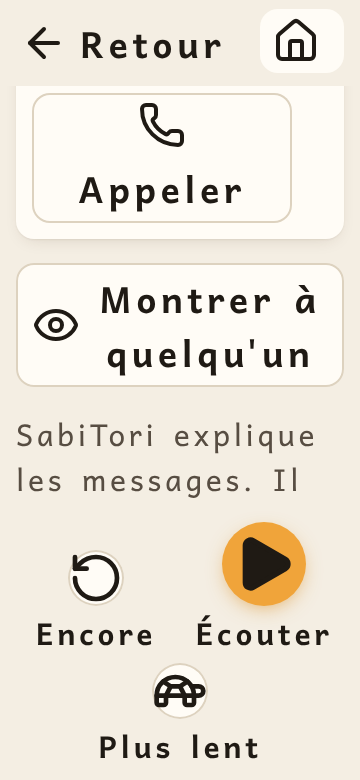 Retour
Appeler
Montrer à
quelqu'un
SabiTori explique
les messages. Il
Encore
Écouter
Plus lent